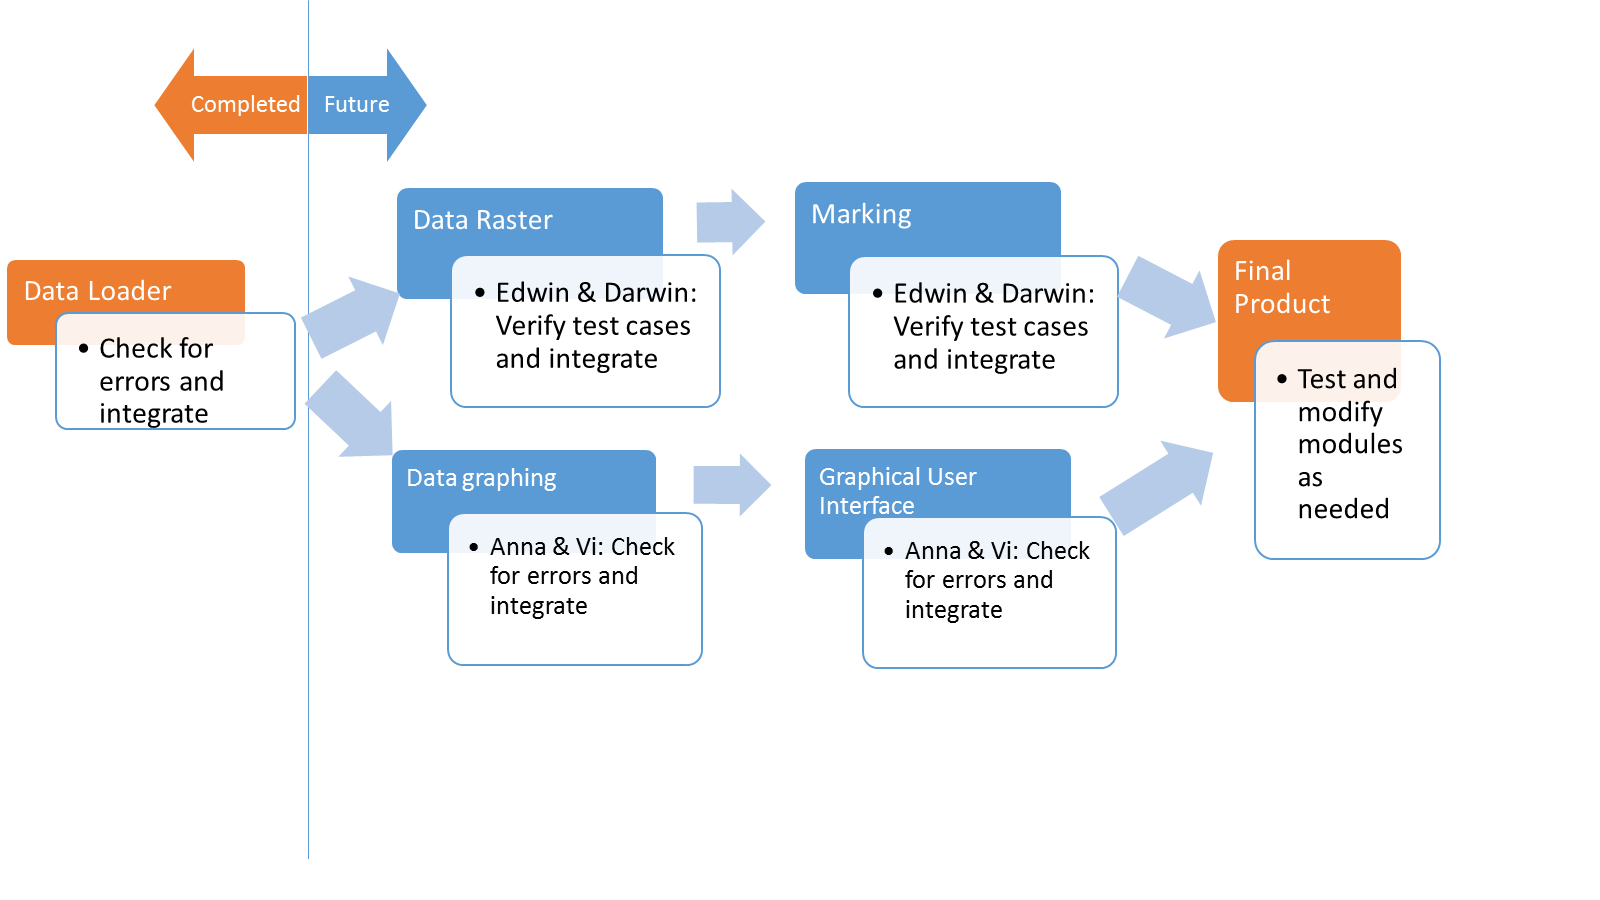 Completed
Future
Data Loader
• Check for
errors and
integrate
Data Raster
• Edwin & Darwin:
Verify test cases
and integrate
Marking
• Edwin & Darwin:
Verify test cases
and integrate
Data graphing
• Anna & Vi: Check
for errors and
integrate
Graphical User
Interface
• Anna & Vi: Check
for errors and
integrate
Final
Product
• Test and
modify
modules
as
needed